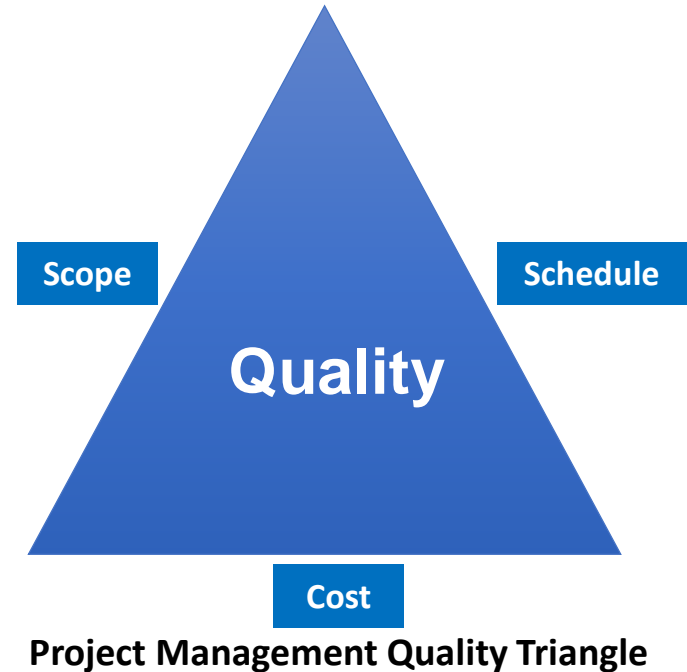 Scope
Schedule
Quality
Cost
Project Management Quality Triangle